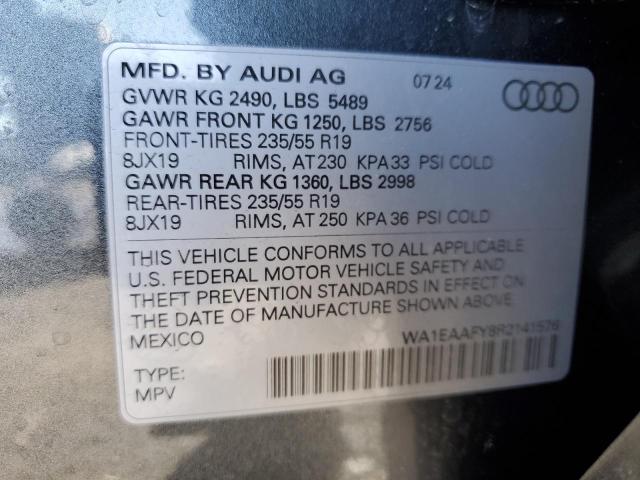 MFD. BY AUDI AG 07 24
GVWR KG 2490, LBS 5489
GAWR FRONT KG 1250, LBS 2756
FRONT-TIRES 235/55 R19
8JX19 RIMS, AT 230 KPA 33 PSI COLD
GAWR REAR KG 1360, LBS 2998
REAR-TIRES 235/55 R19
8JX19 RIMS, AT 250 KPA 36 PSI COLD
THIS VEHICLE CONFORMS TO ALL APPLICABLE
U.S. FEDERAL MOTOR VEHICLE SAFETY AND
THEFT PREVENTION STANDARDS IN EFFECT ON
THE DATE OF MANUFACTURE SHOWN ABOVE.
MEXICO
WA1EAAFY8R2141576
TYPE:
MPV